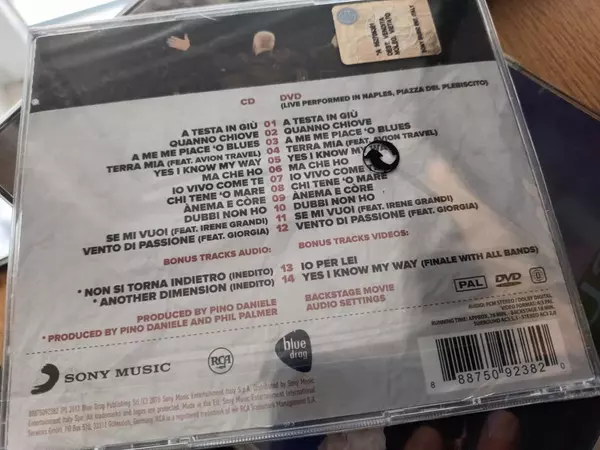 CD DVD
(LIVE PERFORMED IN NAPLES, PIAZZA DEL PLEBISCITO)
A TESTA IN GIÙ 01 A TESTA IN GIÙ
QUANNO CHIOVE 02 QUANNO CHIOVE
A ME ME PIACE 'O BLUES 03 A ME ME PIACE 'O BLUES
TERRA MIA (FEAT. AVION TRAVEL) 04 TERRA MIA (FEAT. AVION TRAVEL)
YES I KNOW MY WAY 05 YES I KNOW MY
MA CHE HO 06 MA CHE HO
IO VIVO COME TE 07 IO VIVO COME
CHI TENE 'O MARE 08 CHI TENE 'O MARE
ÀNEMA E CÒRE 09 ÀNEMA E CÒRE
DUBBI NON HO 10 DUBBI NON HO
SE MI VUOI (FEAT. IRENE GRANDI) 11 SE MI VUOI (FEAT. IRENE GRANDI)
VENTO DI PASSIONE (FEAT. GIORGIA) 12 VENTO DI PASSIONE (FEAT. GIORGIA)
BONUS TRACKS AUDIO: BONUS TRACKS VIDEOS:
* NON SI TORNA INDIETRO (INEDITO) 13 IO PER LEI
* ANOTHER DIMENSION (INEDITO) 14 YES I KNOW MY WAY (FINALE WITH ALL BANDS)
BACKSTAGE MOVIE
AUDIO SETTINGS
PRODUCED BY PINO DANIELE
* PRODUCED BY PINO DANIELE AND PHIL PALMER
PAL DVD
SONY MUSIC
RCA
blue drag
8 88750 92382 0